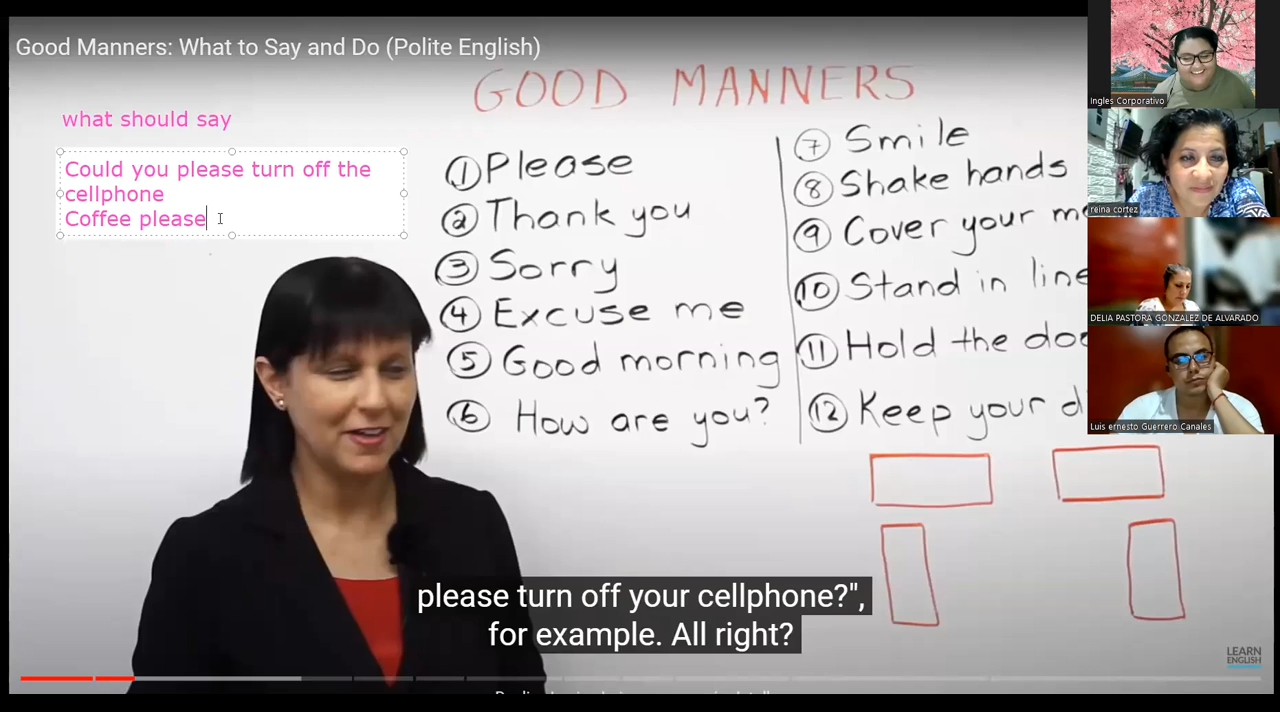 Good Manners: What to Say and Do (Polite English)
what should say
Could you please turn off the
cellphone
Coffee please
GOOD MANNERS
1 Please
2 Thank you
3 Sorry
4 Excuse me
5 Good morning
6 How are you?
7 Smile
8 Shake hands
9 Cover your
10 Stand in line
11 Hold the
12 Keep your
please turn off your cellphone?",
for example. All right?
LEARN
ENGLISH
Ingles Corporativo
reina cortez
DELIA PASTORA GONZALEZ DE ALVARADO
Luis ernesto Guerrero Canales